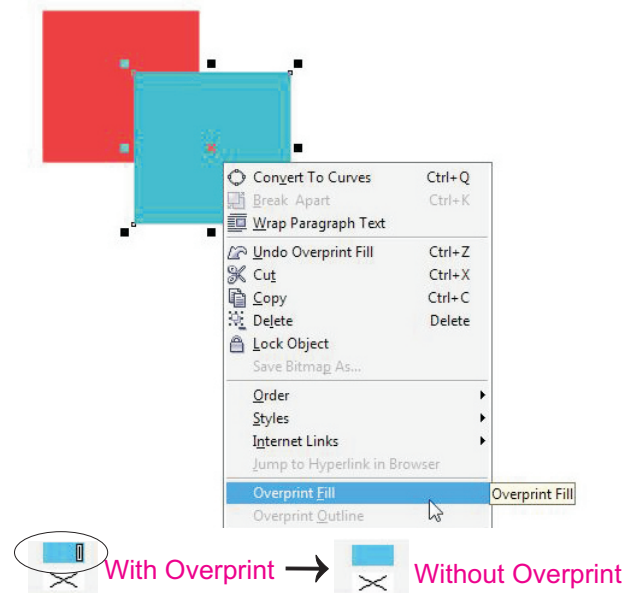 Convert To Curves Ctrl+Q
Break Apart Ctrl+K
Wrap Paragraph Text
Undo Overprint Fill Ctrl+Z
Cut Ctrl+X
Copy Ctrl+C
Delete Delete
Lock Object
Save Bitmap As...
Order
Styles
Internet Links
Jump to Hyperlink in Browser
Overprint Fill Overprint Fill
Overprint Outline
With Overprint → Without Overprint